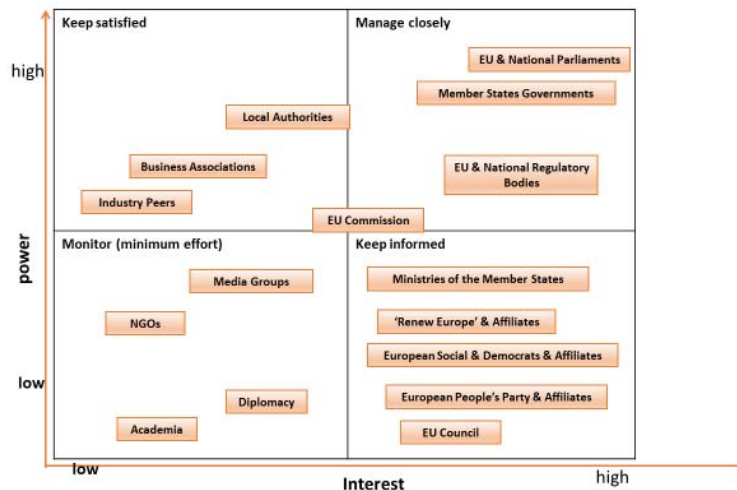 Keep satisfied
Manage closely
high
EU & National Parliaments
Member States Governments
Local Authorities
Business Associations
EU & National Regulatory
Bodies
Industry Peers
EU Commission
power
Monitor (minimum effort)
Keep informed
Media Groups
Ministries of the Member States
NGOs
‘Renew Europe’ & Affiliates
European Social & Democrats & Affiliates
low
Diplomacy
European People’s Party & Affiliates
Academia
EU Council
low
Interest
high